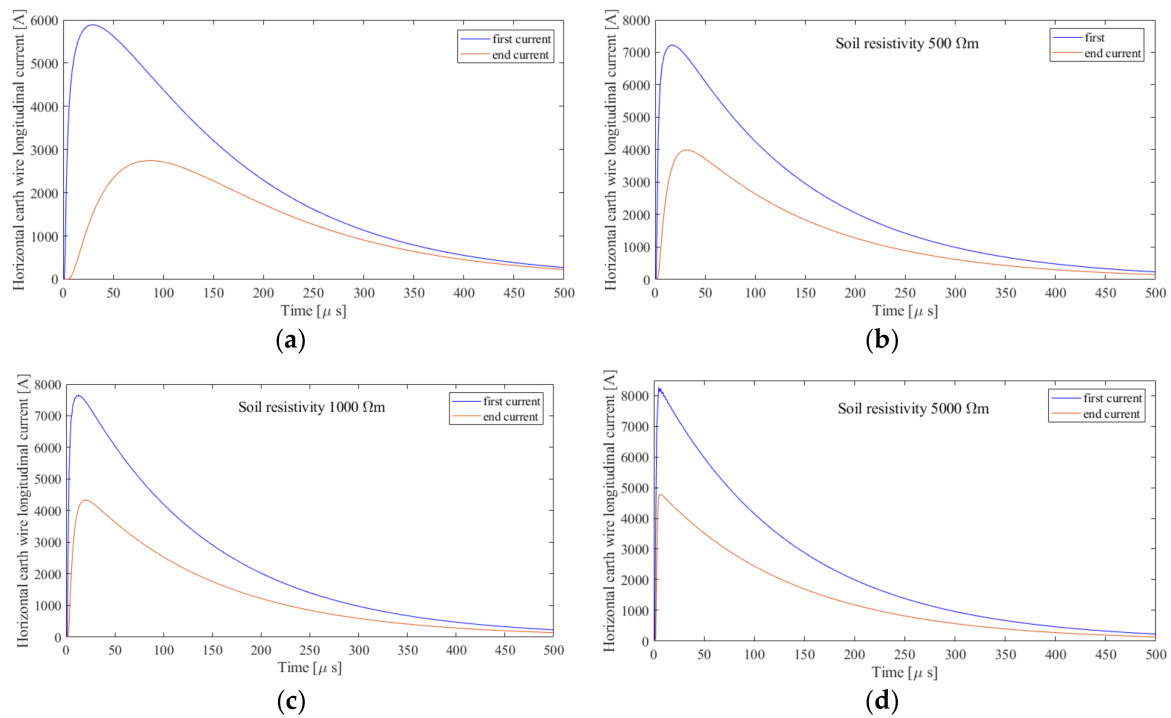 Horizontal earth wire longitudinal current [A]
6000
5000
4000
3000
2000
1000
0
0 50 100 150 200 250 300 350 400 450 500
Time [μ s]
first current
end current
(a)
Horizontal earth wire longitudinal current [A]
8000
7000
6000
5000
4000
3000
2000
1000
0
0 50 100 150 200 250 300 350 400 450 500
Time [μ s]
Soil resistivity 500 Ωm
first
end current
(b)
Horizontal earth wire longitudinal current [A]
8000
7000
6000
5000
4000
3000
2000
1000
0
0 50 100 150 200 250 300 350 400 450 500
Time [μ s]
Soil resistivity 1000 Ωm
first current
end current
(c)
Horizontal earth wire longitudinal current [A]
8000
7000
6000
5000
4000
3000
2000
1000
0
0 50 100 150 200 250 300 350 400 450 500
Time [μ s]
Soil resistivity 5000 Ωm
first current
end current
(d)